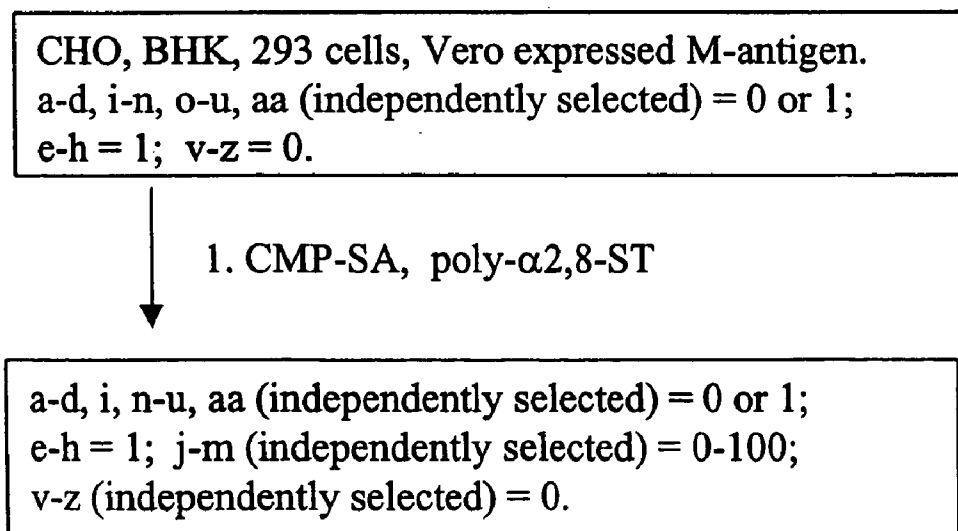 CHO, BHK, 293 cells, Vero expressed M-antigen.
a-d, i-n, o-u, aa (independently selected) = 0 or 1;
e-h = 1; v-z = 0.
1. CMP-SA, poly-α2,8-ST
a-d, i, n-u, aa (independently selected) = 0 or 1;
e-h = 1; j-m (independently selected) = 0-100;
v-z (independently selected) = 0.